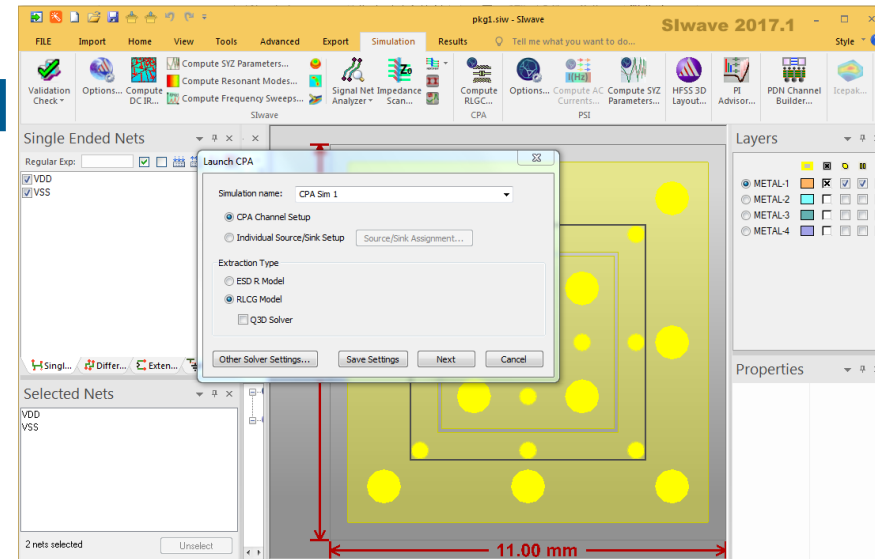 pkg1.siw - SIwave
SIwave 2017.1
FILE Import Home View Tools Advanced Export Simulation Results Tell me what you want to do... Style
Validation Check
Options...
Compute DC IR...
Compute SYZ Parameters...
Compute Resonant Modes...
Compute Frequency Sweeps...
Signal Net Analyzer
Impedance Scan...
SIwave
Compute RLGC...
CPA
Options...
Compute AC Currents...
Compute SYZ Parameters...
PSI
HFSS 3D Layout...
PI Advisor...
PDN Channel Builder...
Icepak...
Single Ended Nets
Regular Exp:
VDD
VSS
Singl... Differ... Exten...
Selected Nets
VDD
VSS
2 nets selected
Unselect
Launch CPA
Simulation name: CPA Sim 1
CPA Channel Setup
Individual Source/Sink Setup Source/Sink Assignment...
Extraction Type
ESD R Model
RLCG Model
Q3D Solver
Other Solver Settings... Save Settings Next Cancel
11.00 mm
Layers
METAL-1
METAL-2
METAL-3
METAL-4
Properties